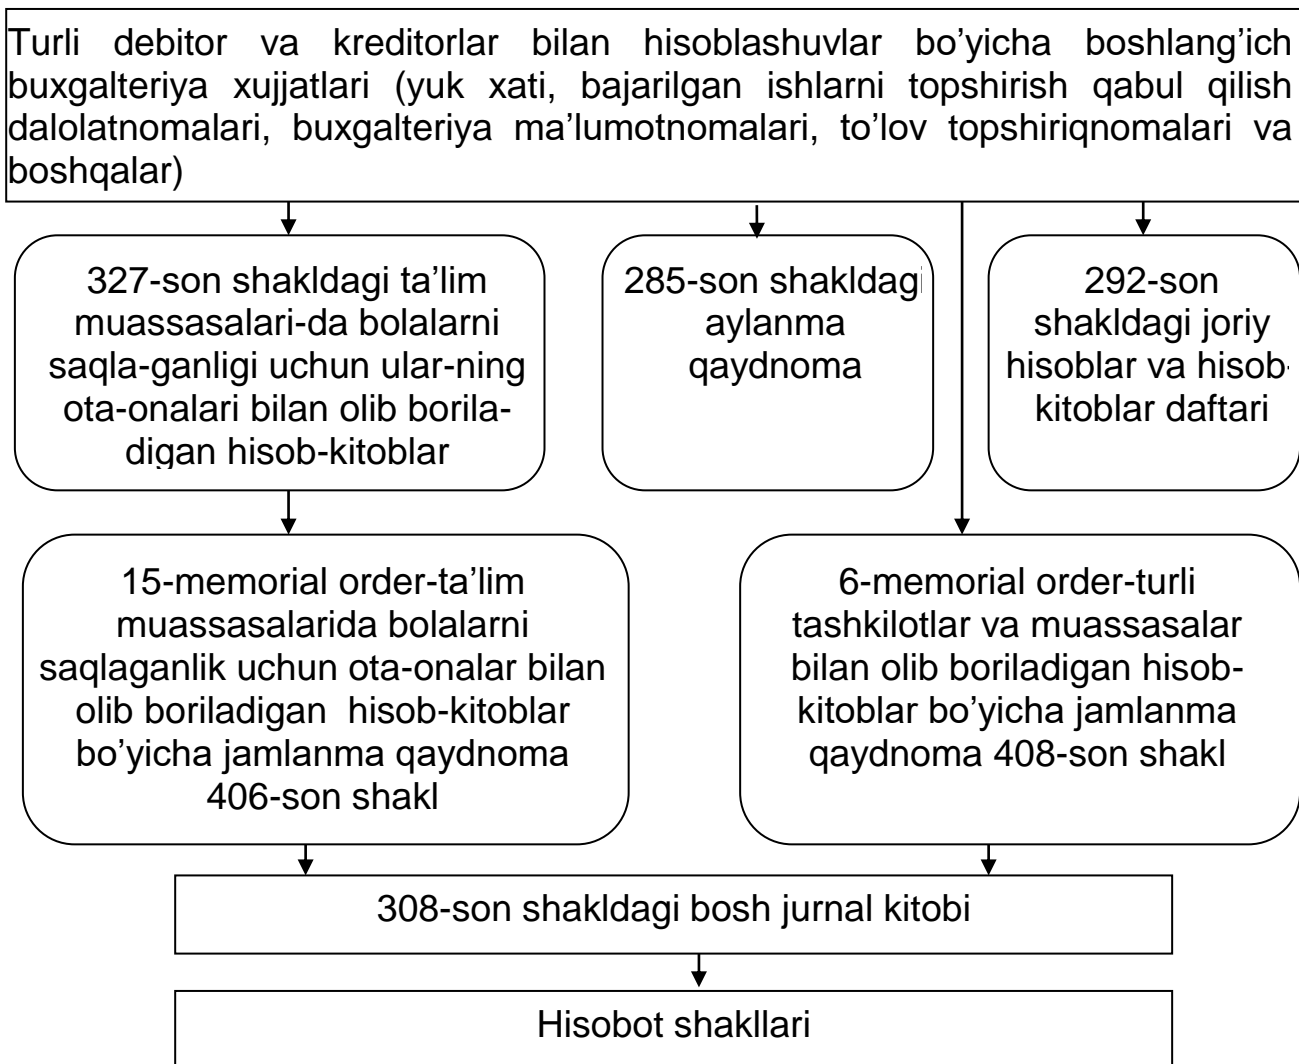 Turli debitor va kreditorlar bilan hisoblashuvlar bo’yicha boshlang’ich
buxgalteriya xujjatlari (yuk xati, bajarilgan ishlarni topshirish qabul qilish
dalolatnomalari, buxgalteriya ma’lumotnomalari, to’lov topshiriqnomalari va
boshqalar)
327-son shakldagi ta’lim
muassasalari-da bolalarni
saqla-ganligi uchun ular-ning
ota-onalari bilan olib borila-
digan hisob-kitoblar
285-son shakldagi
aylanma
qaydnoma
292-son
shakldagi joriy
hisoblar va hisob-
kitoblar daftari
15-memorial order-ta’lim
muassasalarida bolalarni
saqlaganlik uchun ota-onalar bilan
olib boriladigan hisob-kitoblar
bo’yicha jamlanma qaydnoma
406-son shakl
6-memorial order-turli
tashkilotlar va muassasalar
bilan olib boriladigan hisob-
kitoblar bo’yicha jamlanma
qaydnoma 408-son shakl
308-son shakldagi bosh jurnal kitobi
Hisobot shakllari